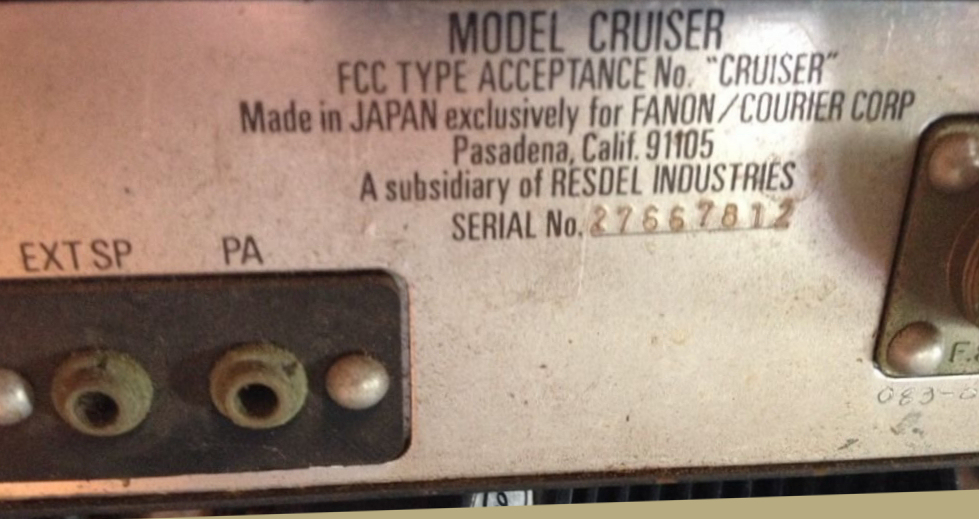 MODEL CRUISER
FCC TYPE ACCEPTANCE No. "CRUISER"
Made in JAPAN exclusively for FANON/COURIER CORP
Pasadena, Calif. 91105
A subsidiary of RESDEL INDUSTRIES
SERIAL No. 27667812
EXT SP PA